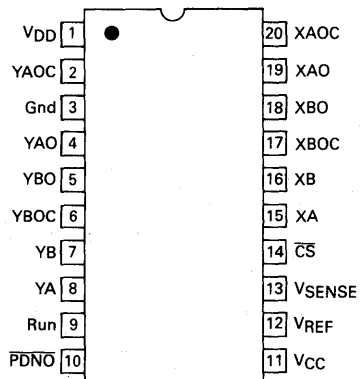 VDD 1 20 XAOC
YAOC 2 19 XAO
Gnd 3 18 XBO
YAO 4 17 XBOC
YBO 5 16 XB
YBOC 6 15 XA
YB 7 14 C̅S̅
YA 8 13 VSENSE
Run 9 12 VREF
P̅D̅N̅O̅ 10 11 VCC